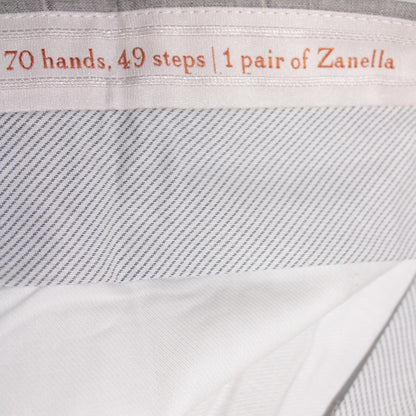 70 hands, 49 steps | 1 pair of Zanella